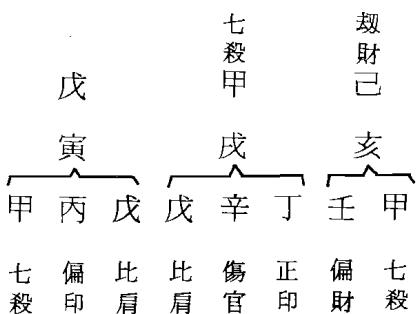 七殺 劫財
戊 甲 己
寅 戌 亥
甲 丙 戊 戊 辛 丁 壬 甲
七殺 偏印 比肩 比肩 傷官 正印 偏財 七殺